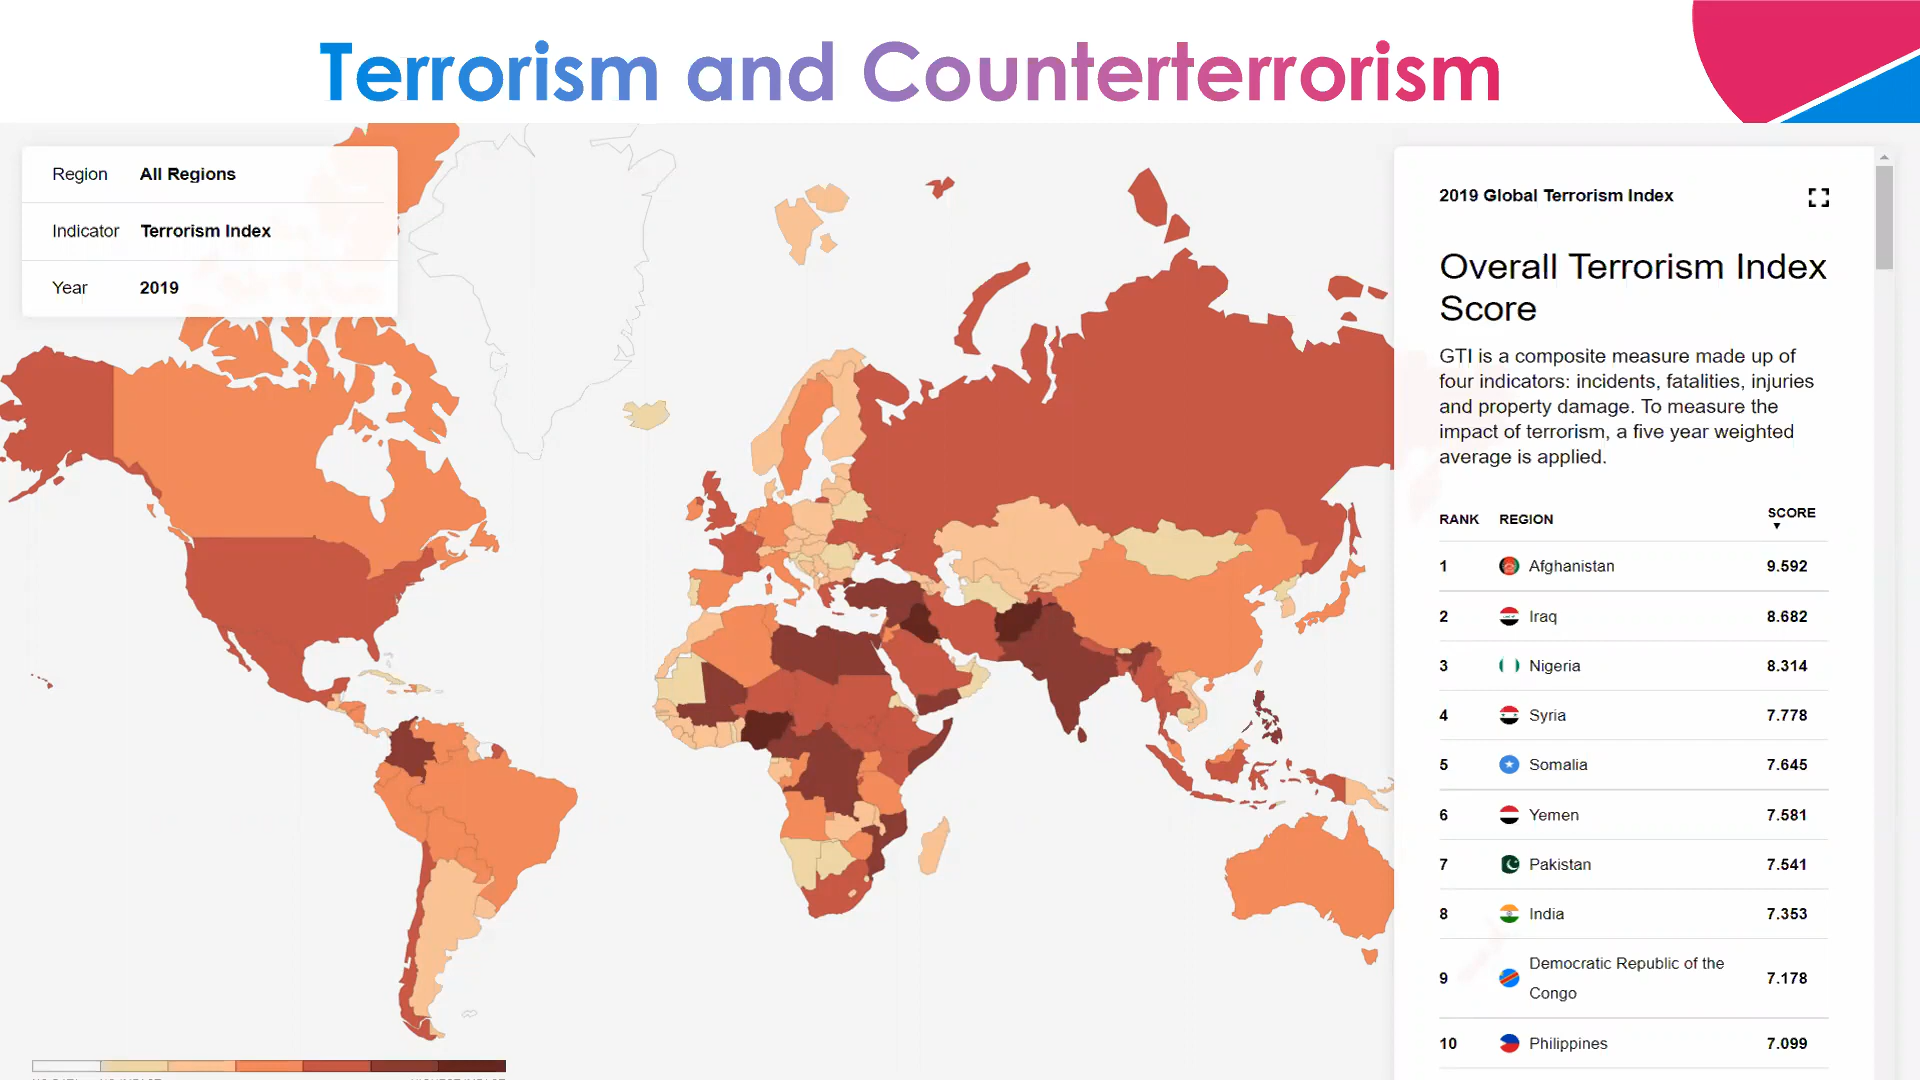 Terrorism and Counterterrorism
Region All Regions
Indicator Terrorism Index
Year 2019
2019 Global Terrorism Index
Overall Terrorism Index
Score
GTI is a composite measure made up of
four indicators: incidents, fatalities, injuries
and property damage. To measure the
impact of terrorism, a five year weighted
average is applied.
RANK REGION SCORE
1 Afghanistan 9.592
2 Iraq 8.682
3 Nigeria 8.314
4 Syria 7.778
5 Somalia 7.645
6 Yemen 7.581
7 Pakistan 7.541
8 India 7.353
9 Democratic Republic of the
Congo 7.178
10 Philippines 7.099